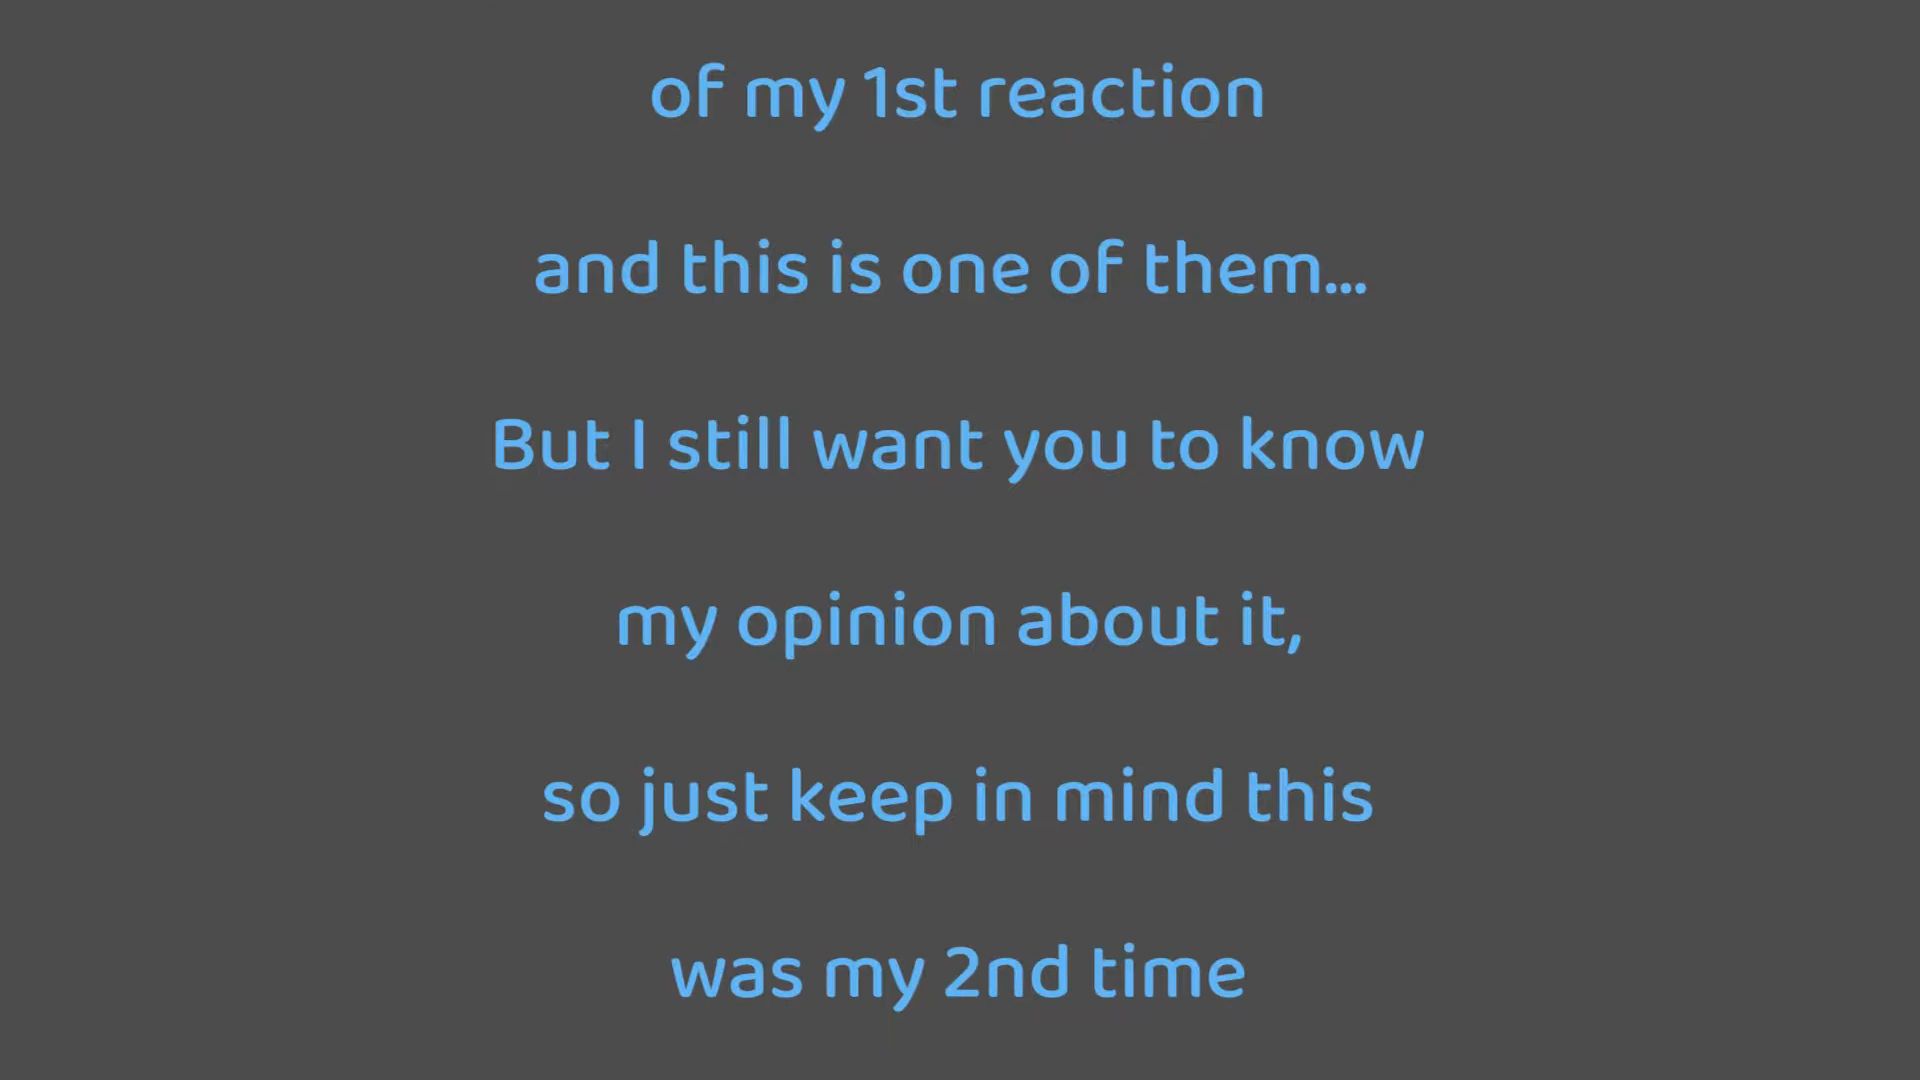 of my 1st reaction
and this is one of them...
But I still want you to know
my opinion about it,
so just keep in mind this
was my 2nd time